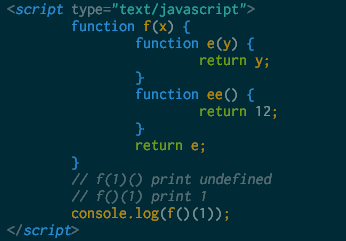 <script type="text/javascript">
function f(x) {
function e(y) {
return y;
}
function ee() {
return 12;
}
return e;
}
// f(1)() print undefined
// f()(1) print 1
console.log(f()(1));
</script>